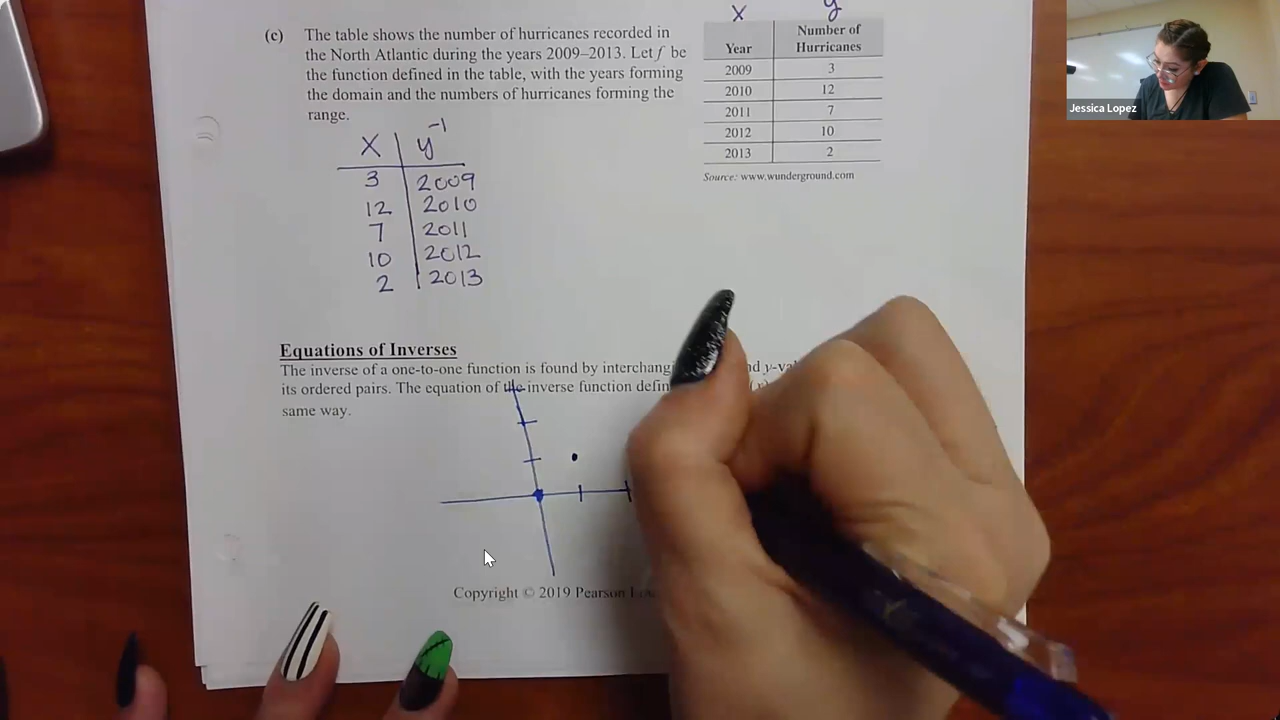 (c) The table shows the number of hurricanes recorded in
the North Atlantic during the years 2009–2013. Let f be
the function defined in the table, with the years forming
the domain and the numbers of hurricanes forming the
range.
x y
Year Number of Hurricanes
2009 3
2010 12
2011 7
2012 10
2013 2
Source: www.wunderground.com
Jessica Lopez
X y⁻¹
3 2009
12 2010
7 2011
10 2012
2 2013
Equations of Inverses
The inverse of a one-to-one function is found by
its ordered pairs. The equation of the inverse function
same way.
Copyright © 2019 Pearson